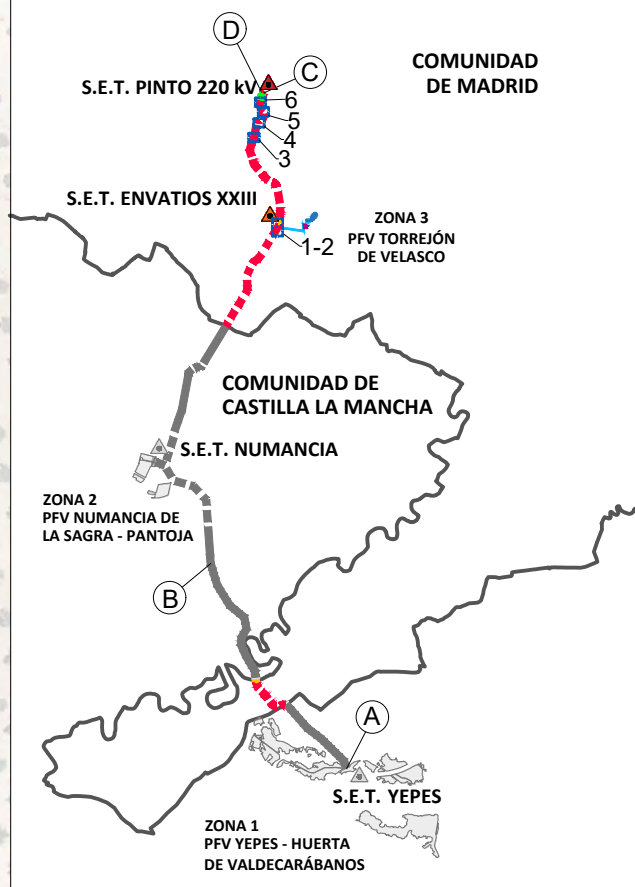 D
C
COMUNIDAD
DE MADRID
S.E.T. PINTO 220 kV
6
5
4
3
S.E.T. ENVATIOS XXIII
ZONA 3
PFV TORREJÓN
DE VELASCO
1-2
COMUNIDAD DE
CASTILLA LA MANCHA
S.E.T. NUMANCIA
ZONA 2
PFV NUMANCIA DE
LA SAGRA - PANTOJA
B
A
S.E.T. YEPES
ZONA 1
PFV YEPES - HUERTA
DE VALDECARÁBANOS